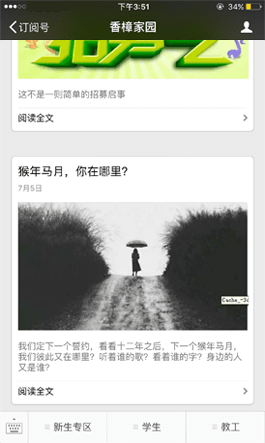 下午3:51
34%
订阅号
香樟家园
这不是一则简单的招募启事
阅读全文
猴年马月，你在哪里？
7月5日
我们定下一个誓约，看看十二年之后，下一个猴年马月，
我们彼此又在哪里？听着谁的歌？看着谁的字？身边的人
又是谁？
阅读全文
新生专区
学生
教工